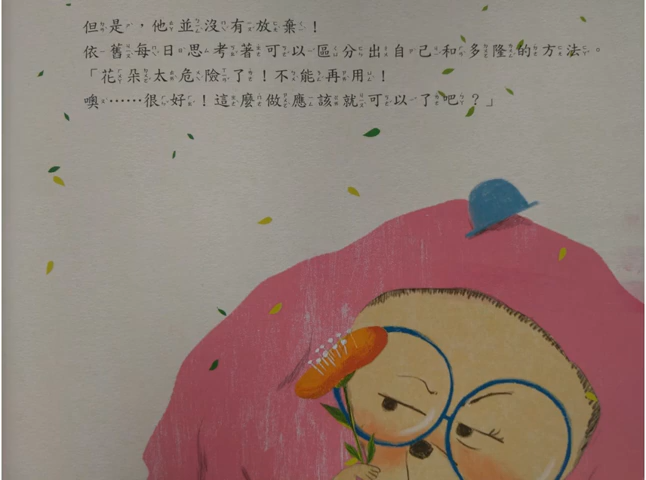 但是，他並沒有放棄！
依舊每日思考著可以區分出自己和多隆的方法。
「花朵太危險了！不能再用！
噢……很好！這麼做應該就可以了吧？」